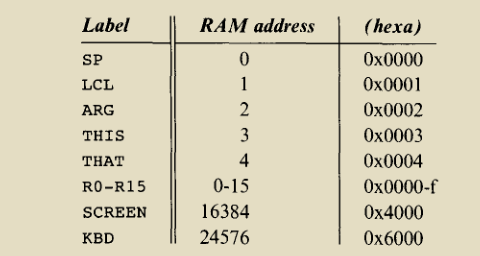 Label RAM address (hexa)
SP 0 0x0000
LCL 1 0x0001
ARG 2 0x0002
THIS 3 0x0003
THAT 4 0x0004
R0-R15 0-15 0x0000-f
SCREEN 16384 0x4000
KBD 24576 0x6000